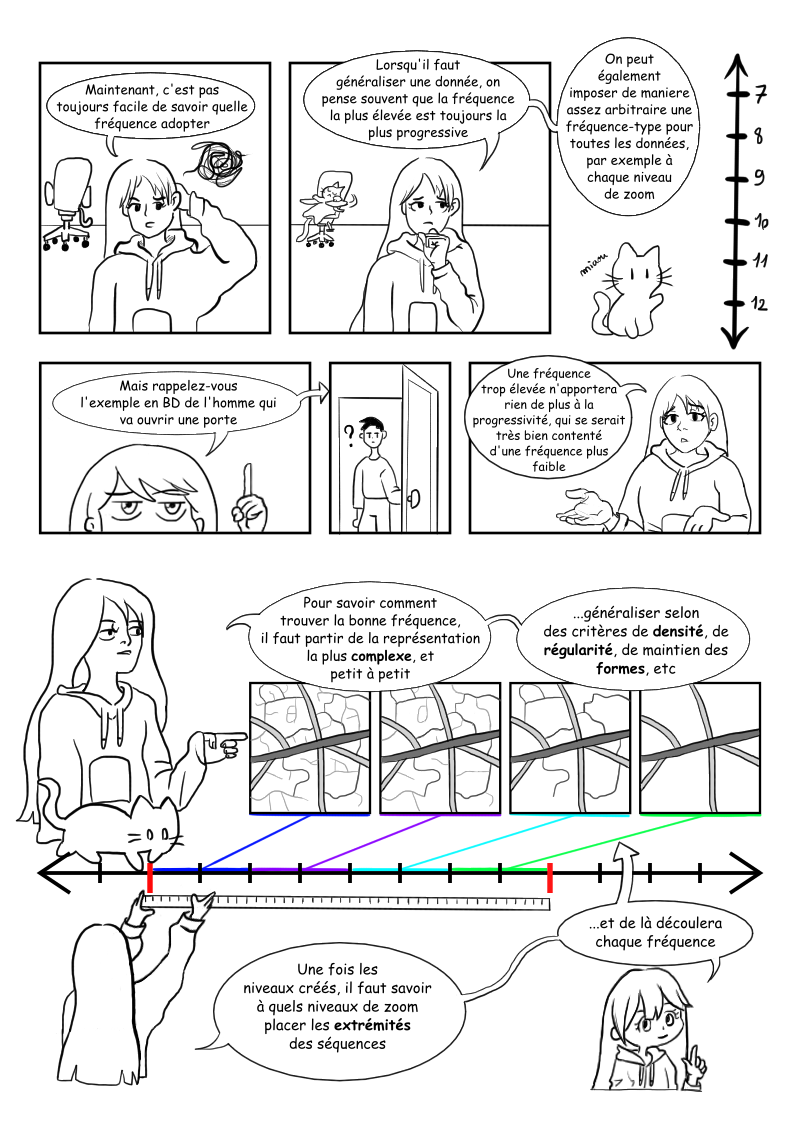 Maintenant, c'est pas
toujours facile de savoir quelle
fréquence adopter
Lorsqu'il faut
généraliser une donnée, on
pense souvent que la fréquence
la plus élevée est toujours la
plus progressive
On peut
également
imposer de maniere
assez arbitraire une
fréquence-type pour
toutes les données,
par exemple à
chaque niveau
de zoom
miaou
7
8
9
10
11
12
Mais rappelez-vous
l'exemple en BD de l'homme qui
va ouvrir une porte
?
Une fréquence
trop élevée n'apportera
rien de plus à la
progressivité, qui se serait
très bien contenté
d'une fréquence plus
faible
Pour savoir comment
trouver la bonne fréquence,
il faut partir de la représentation
la plus complexe, et
petit à petit
...généraliser selon
des critères de densité, de
régularité, de maintien des
formes, etc
Une fois les
niveaux créés, il faut savoir
à quels niveaux de zoom
placer les extrémités
des séquences
...et de là découlera
chaque fréquence